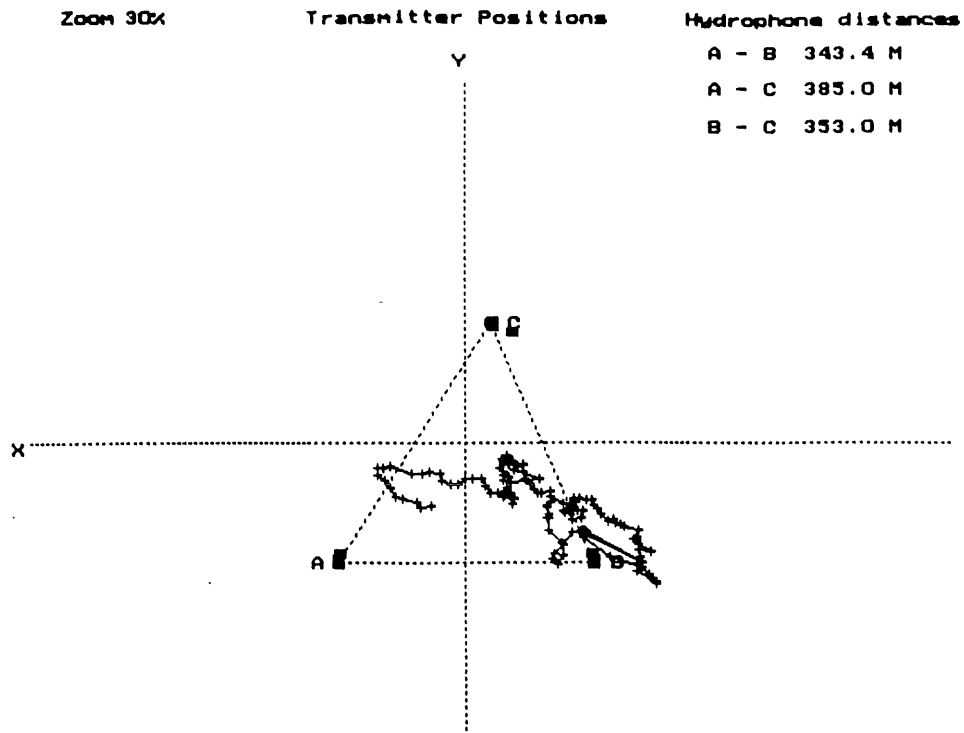 Zoom 30% Transmitter Positions Hydrophone distances
A - B 343.4 M
A - C 385.0 M
B - C 353.0 M
Y
C
X
A B